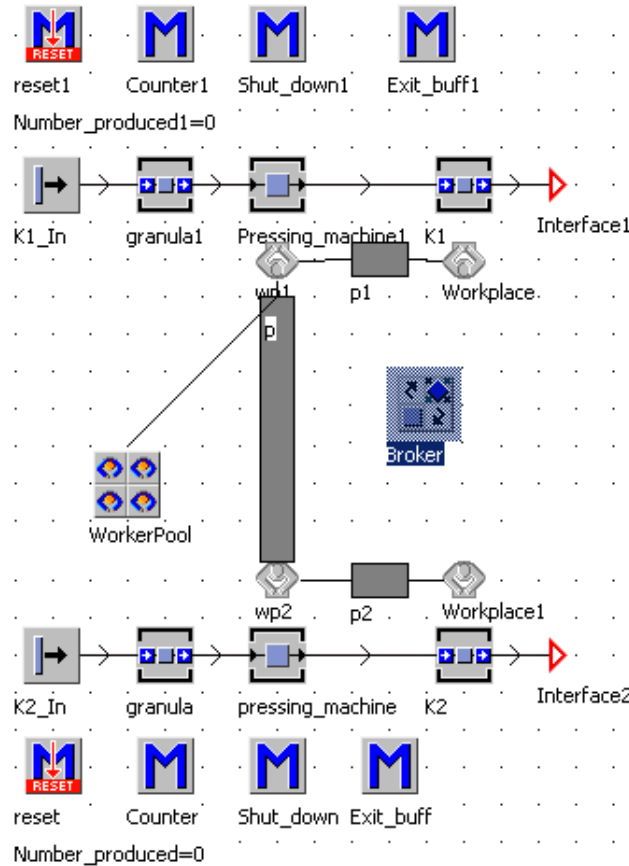 RESET
reset1 Counter1 Shut_down1 Exit_buff1
Number_produced1=0
K1_In granula1 Pressing_machine1 K1 Interface1
wp1 p1 Workplace
p
Broker
WorkerPool
wp2 p2 Workplace1
K2_In granula pressing_machine K2 Interface2
RESET
reset Counter Shut_down Exit_buff
Number_produced=0